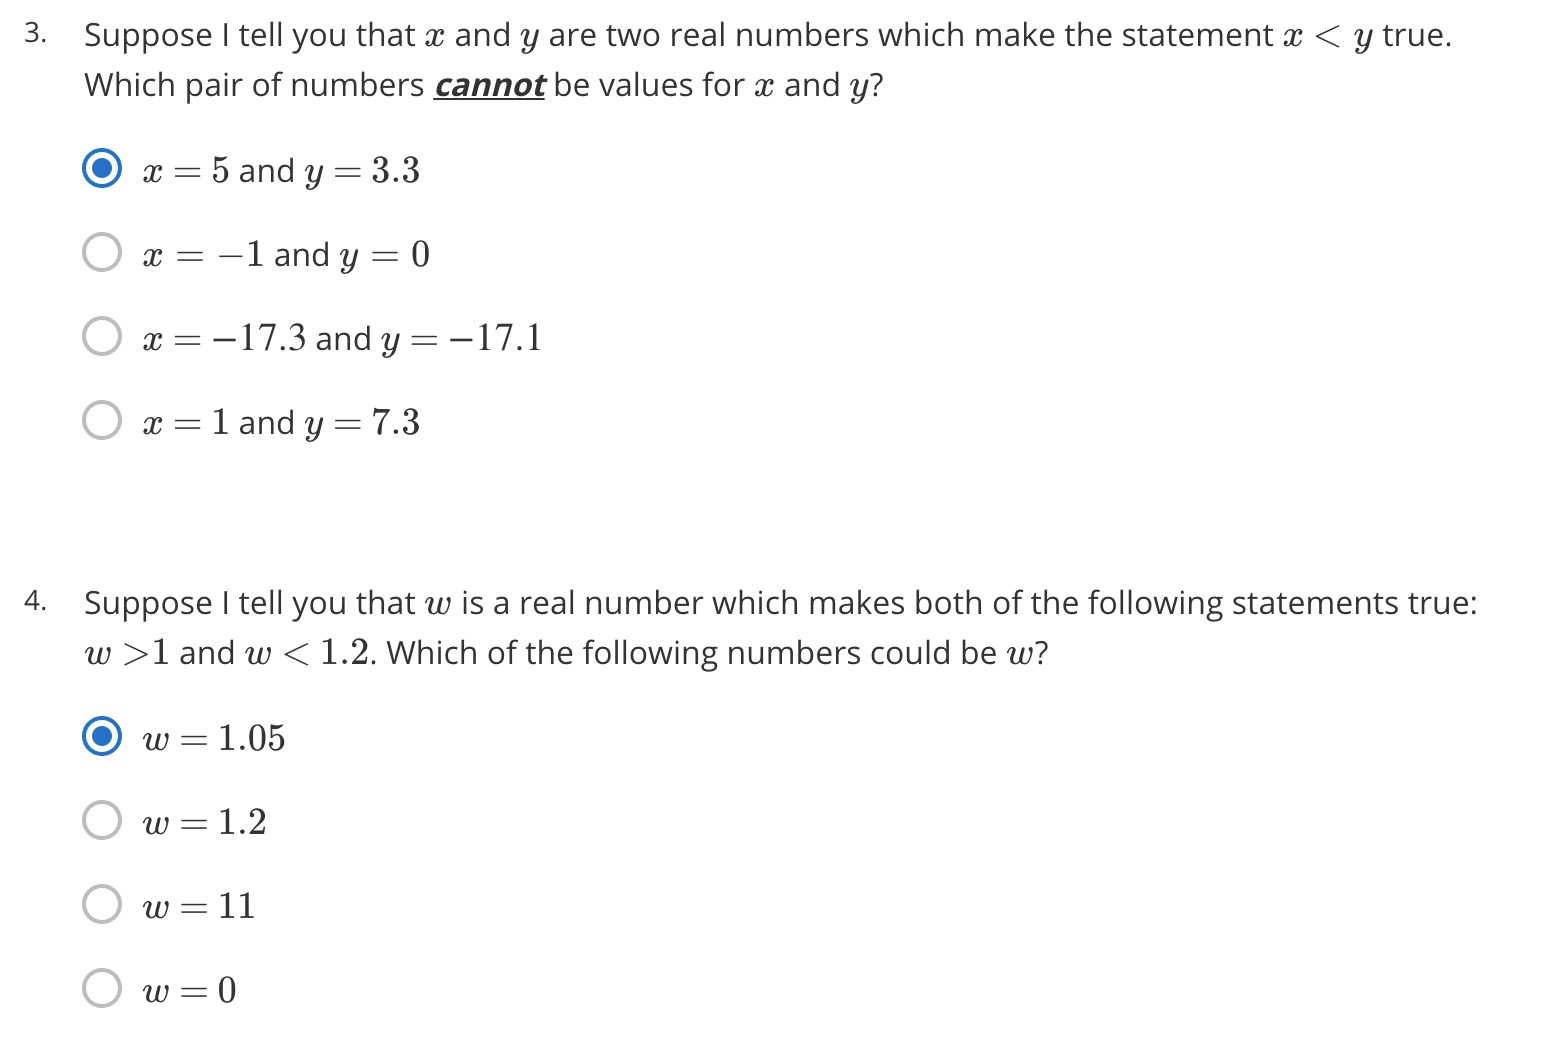 3. Suppose I tell you that x and y are two real numbers which make the statement x < y true.
Which pair of numbers cannot be values for x and y?
x = 5 and y = 3.3
x = −1 and y = 0
x = −17.3 and y = −17.1
x = 1 and y = 7.3
4. Suppose I tell you that w is a real number which makes both of the following statements true:
w >1 and w < 1.2. Which of the following numbers could be w?
w = 1.05
w = 1.2
w = 11
w = 0